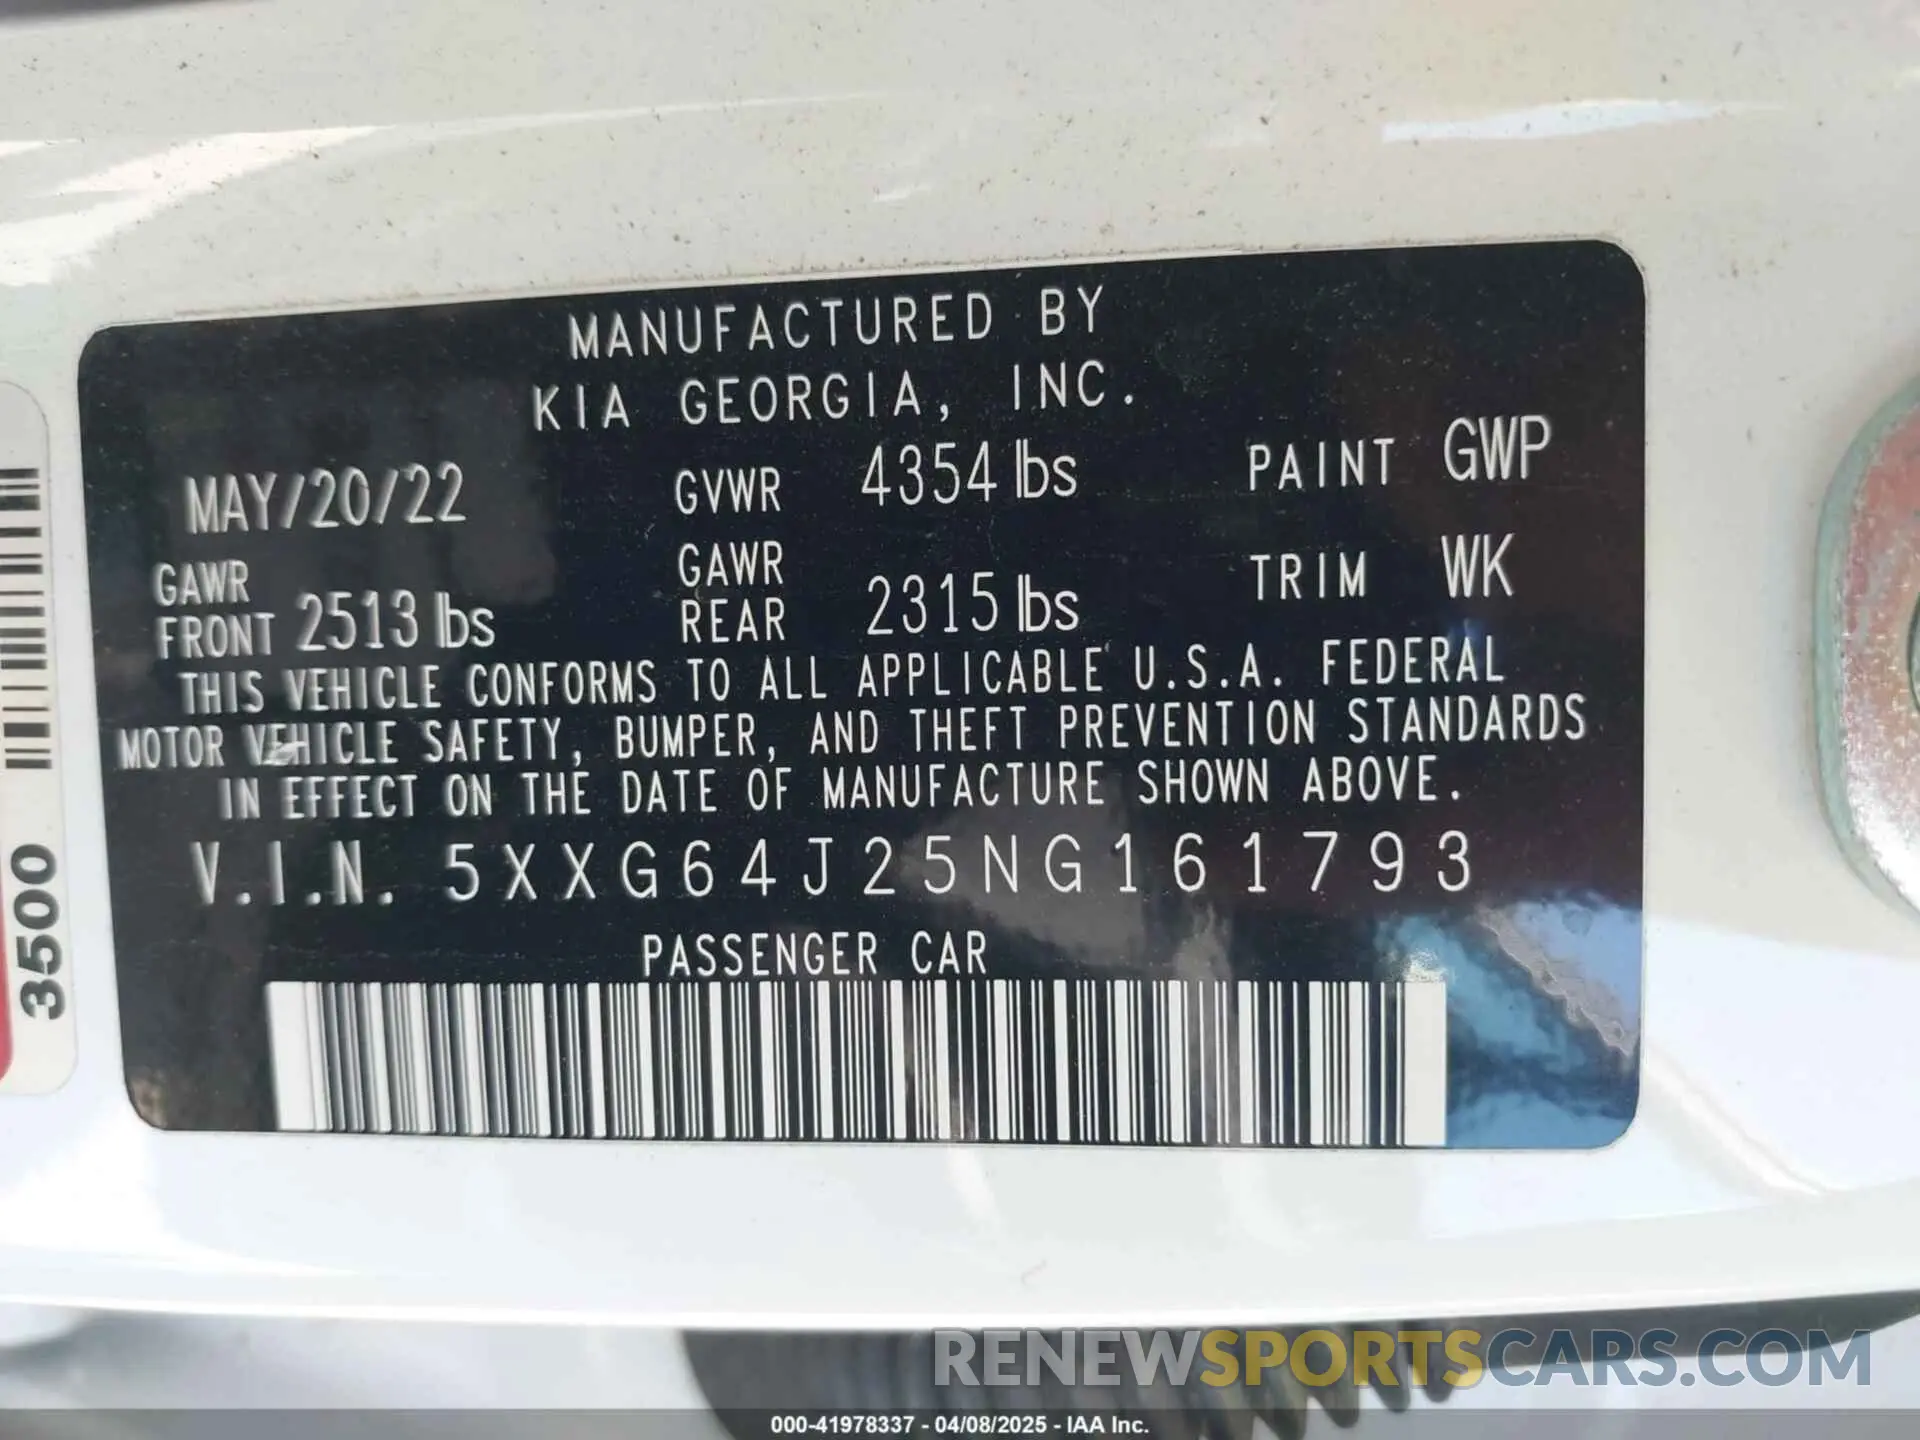 MANUFACTURED BY
KIA GEORGIA, INC.
MAY/20/22 GVWR 4354 lbs PAINT GWP
GAWR FRONT 2513 lbs GAWR REAR 2315 lbs TRIM WK
THIS VEHICLE CONFORMS TO ALL APPLICABLE U.S.A. FEDERAL
MOTOR VEHICLE SAFETY, BUMPER, AND THEFT PREVENTION STANDARDS
IN EFFECT ON THE DATE OF MANUFACTURE SHOWN ABOVE.
V.I.N. 5XXG64J25NG161793
PASSENGER CAR
3500
RENEWSPORTSCARS.COM
000-41978337 - 04/08/2025 - IAA Inc.